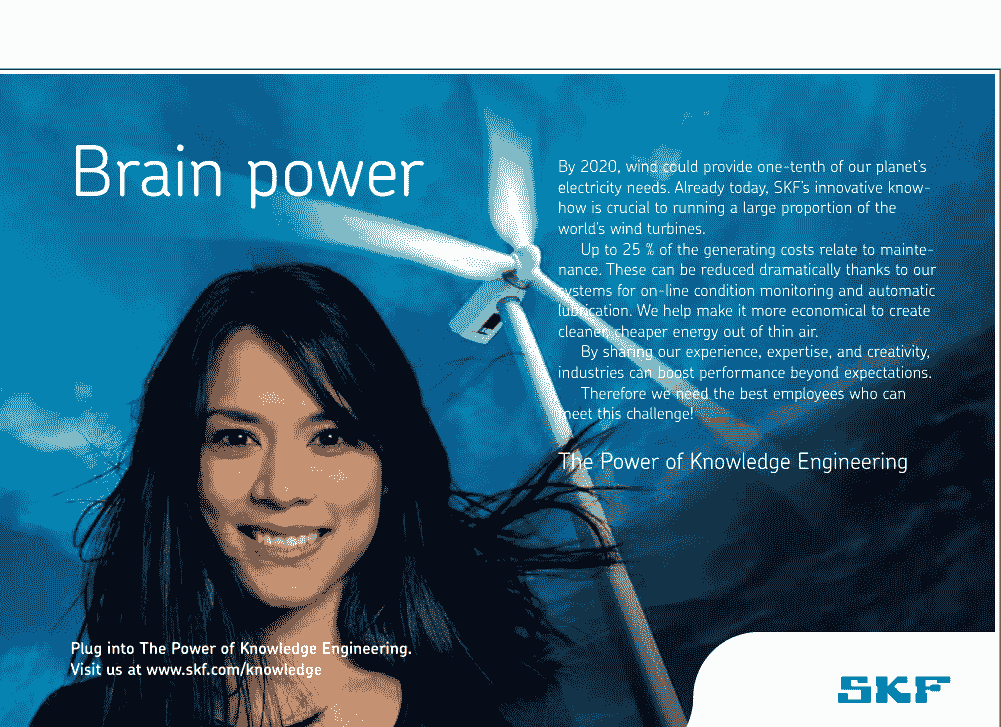 Brain power
By 2020, wind could provide one-tenth of our planet's
electricity needs. Already today, SKF's innovative know-
how is crucial to running a large proportion of the
world's wind turbines.
Up to 25 % of the generating costs relate to mainte-
nance. These can be reduced dramatically thanks to our
systems for on-line condition monitoring and automatic
lubrication. We help make it more economical to create
cleaner, cheaper energy out of thin air.
By sharing our experience, expertise, and creativity,
industries can boost performance beyond expectations.
Therefore we need the best employees who can
meet this challenge!
The Power of Knowledge Engineering
Plug into The Power of Knowledge Engineering.
Visit us at www.skf.com/knowledge
SKF